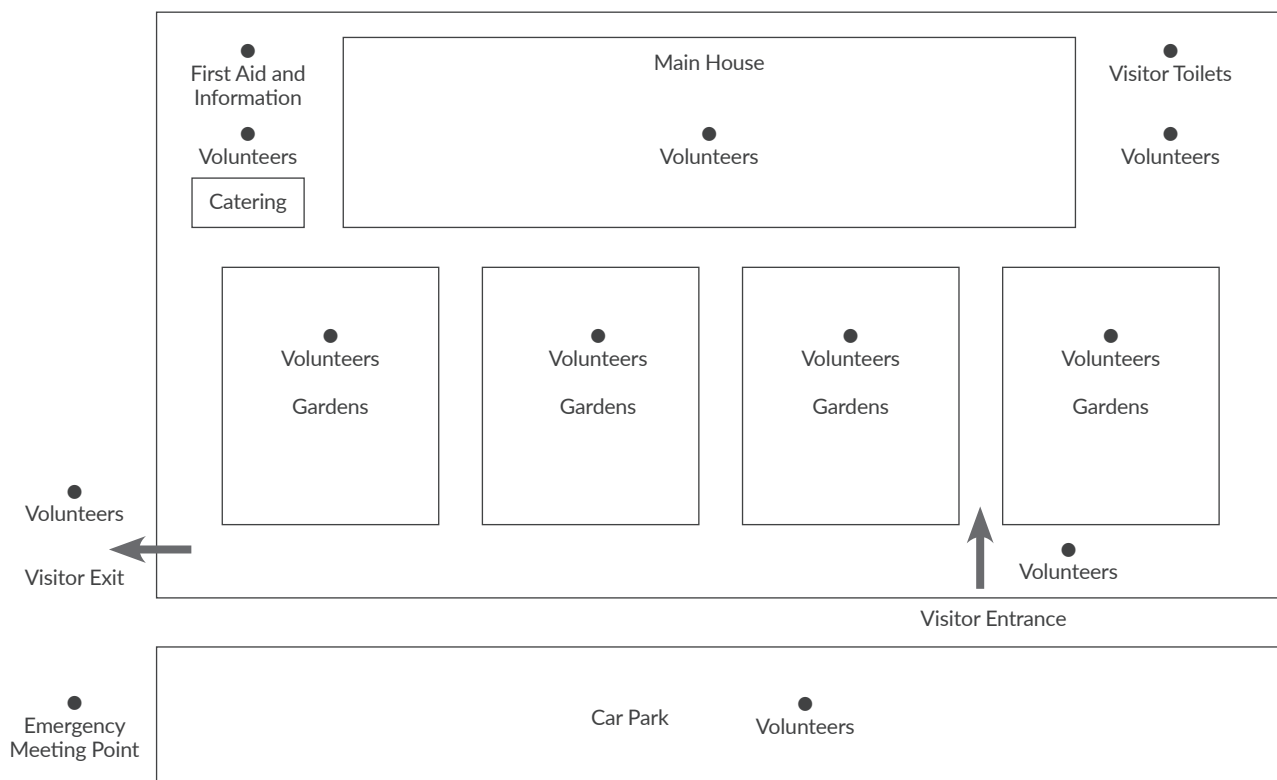 Main House
First Aid and
Information
Visitor Toilets
Volunteers
Volunteers
Volunteers
Catering
Volunteers
Volunteers
Volunteers
Volunteers
Gardens
Gardens
Gardens
Gardens
Volunteers
Visitor Exit
Volunteers
Visitor Entrance
Emergency
Meeting Point
Car Park
Volunteers